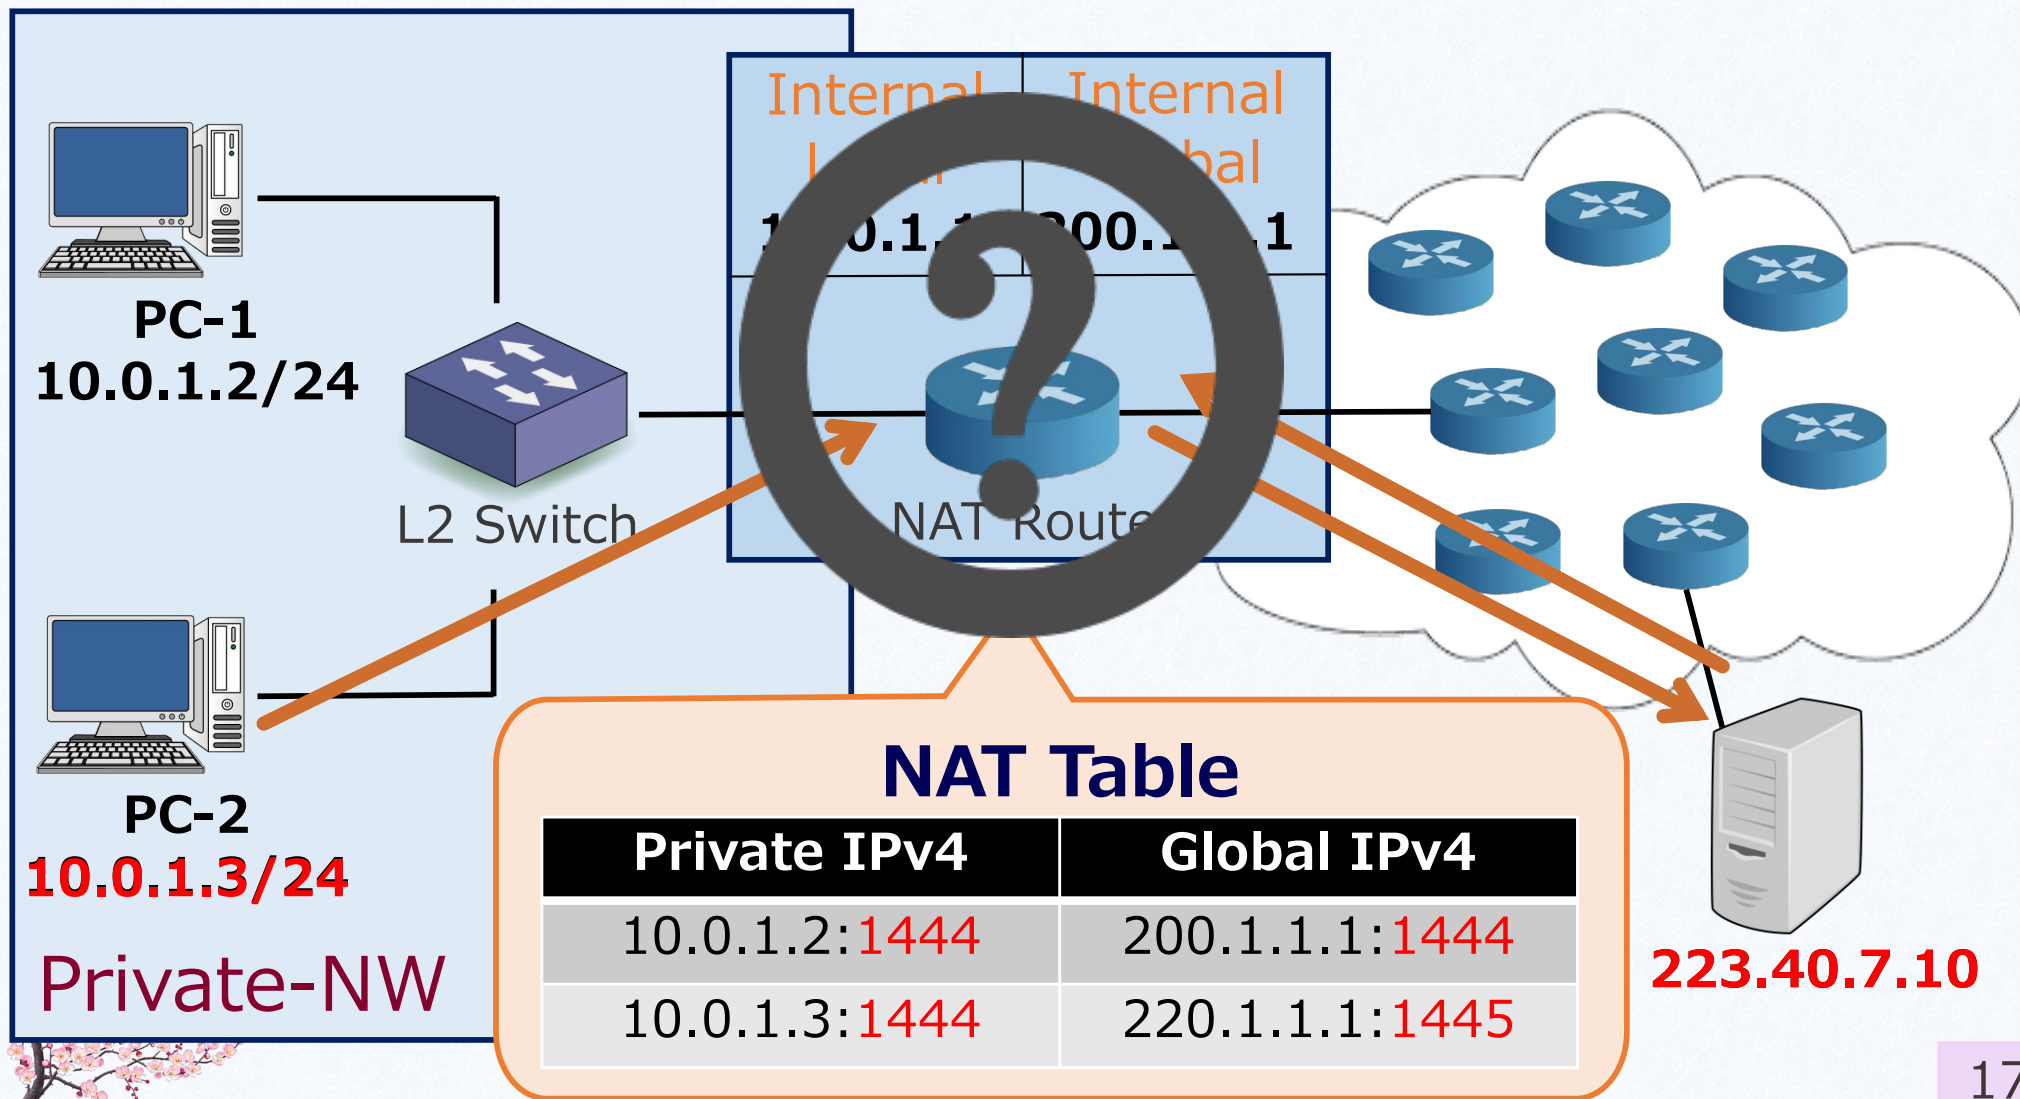 Internal
Internal
PC-1
10.0.1.2/24
L2 Switch
NAT
PC-2
10.0.1.3/24
Private-NW
NAT Table
Private IPv4
Global IPv4
10.0.1.2:1444
200.1.1.1:1444
10.0.1.3:1444
220.1.1.1:1445
223.40.7.10
17